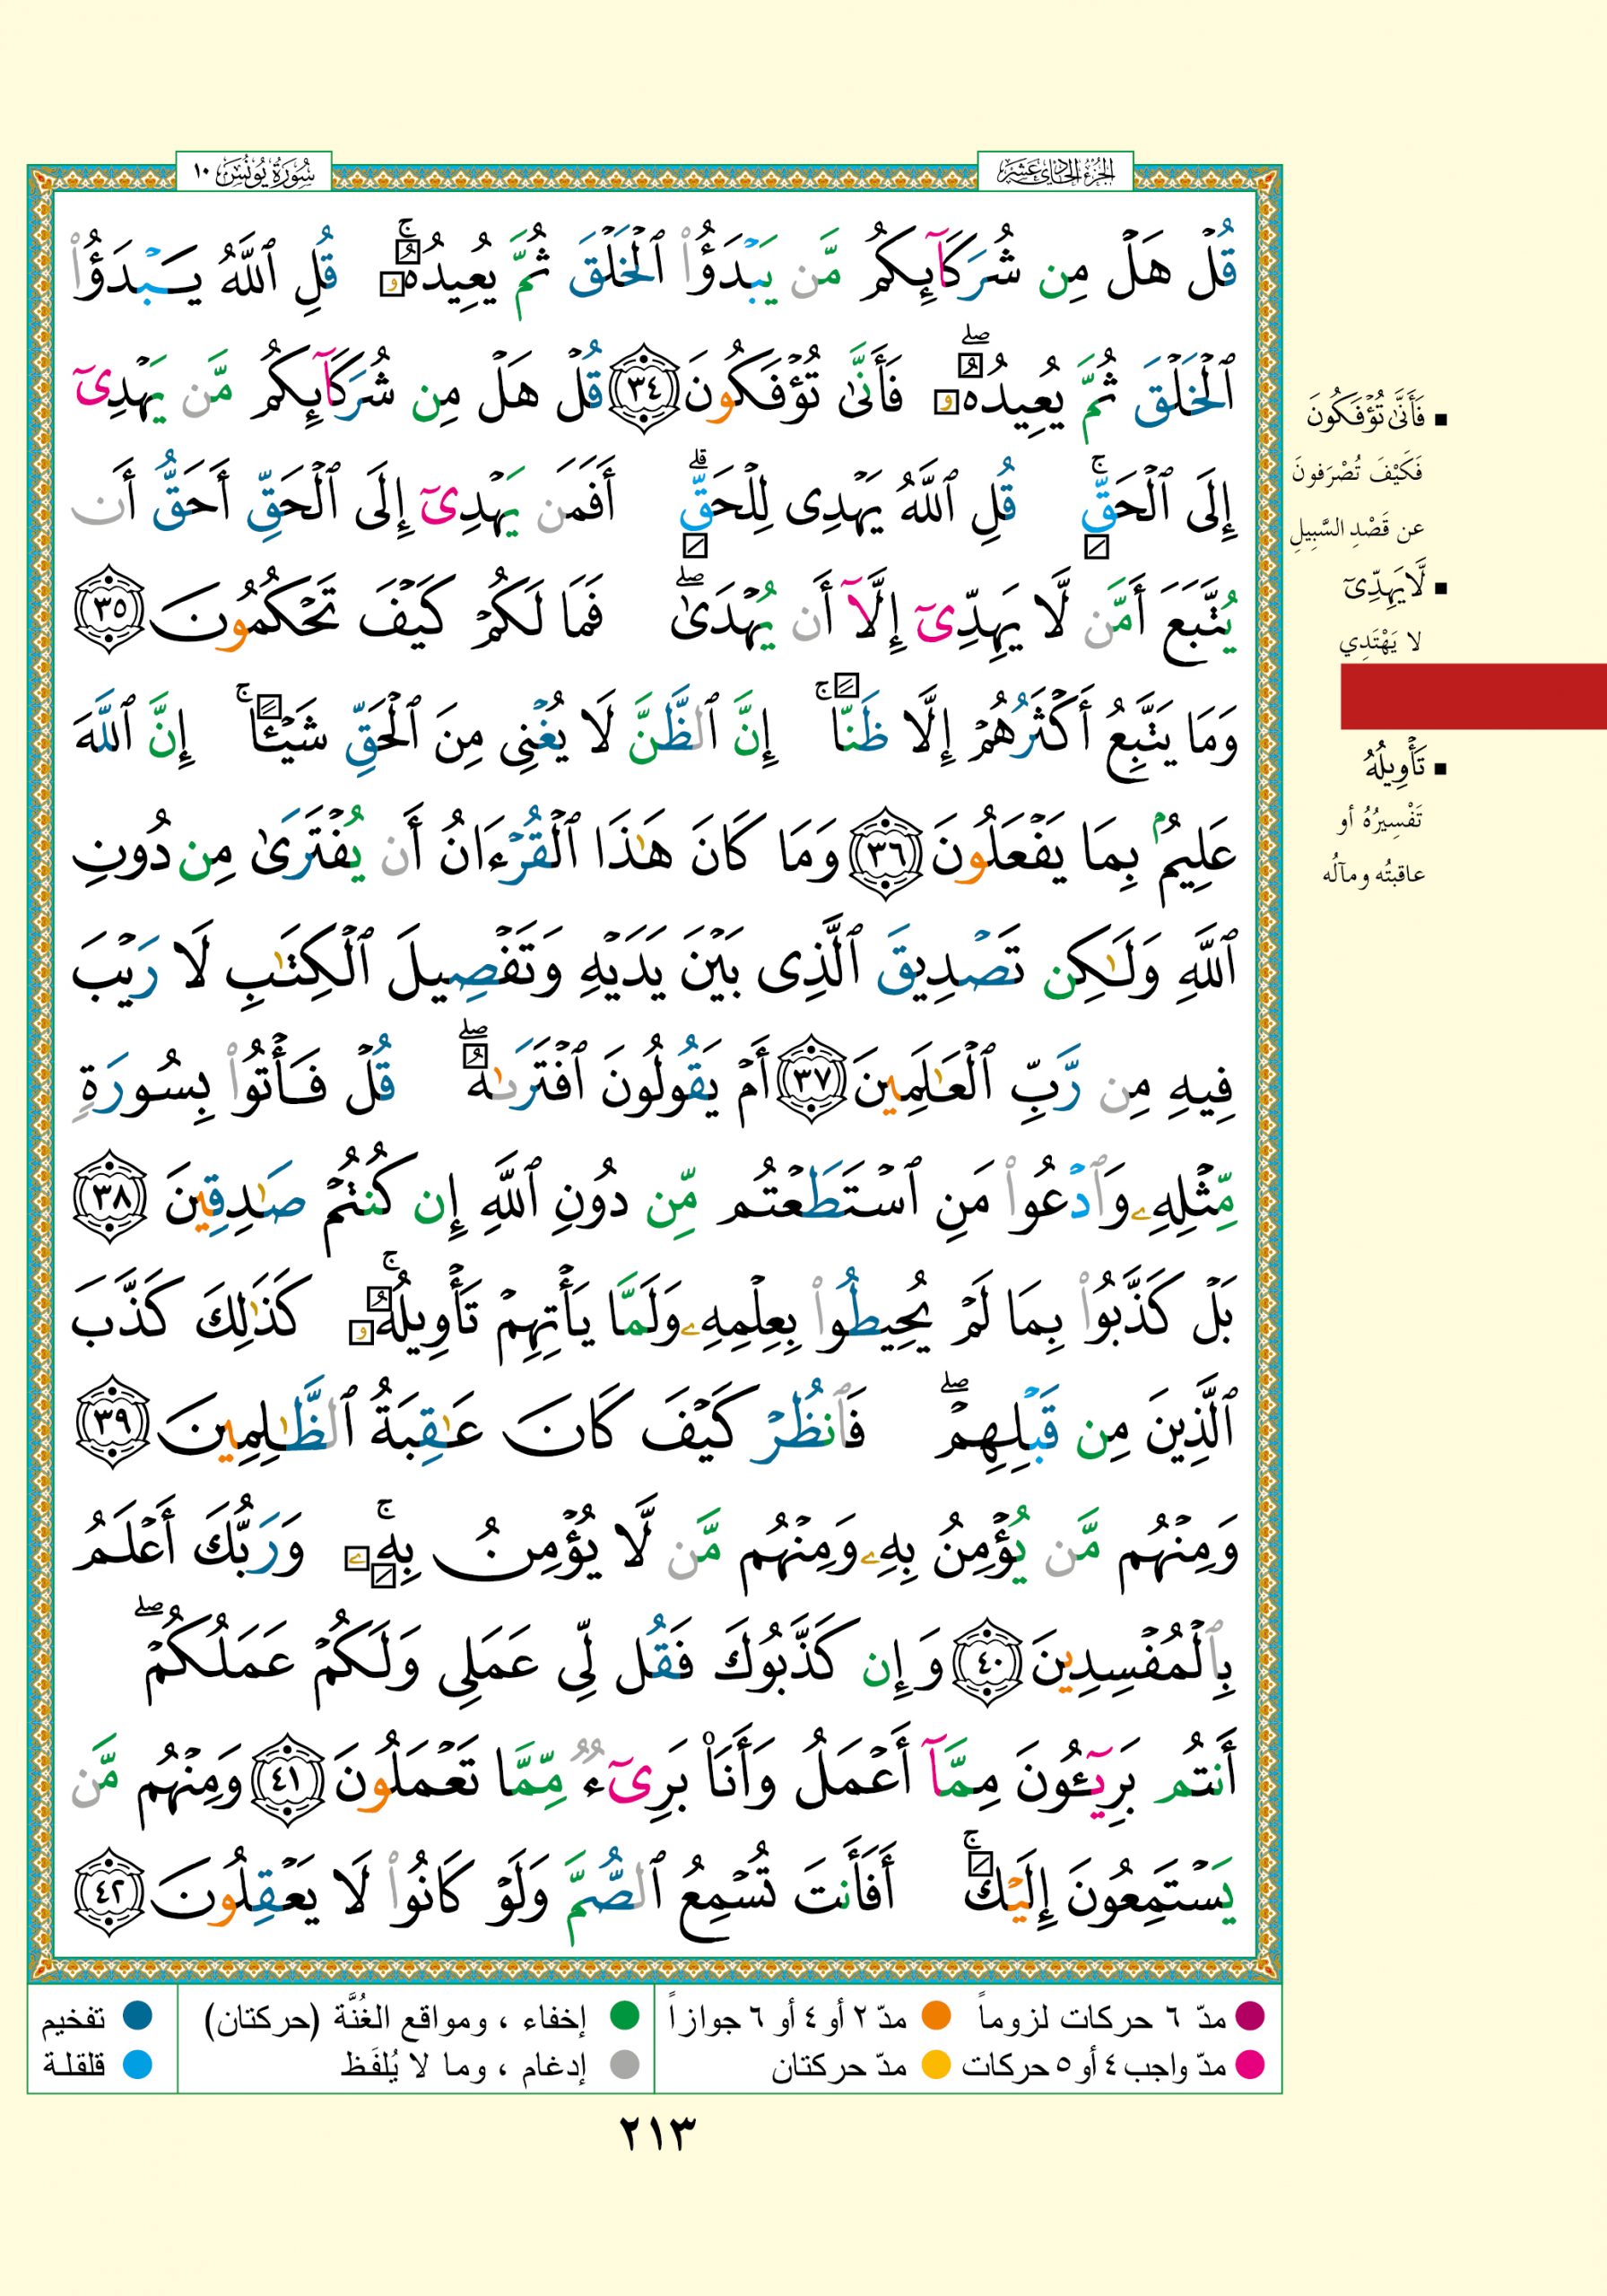 الجزء الحادي عشر
سورة يونس ١٠
قُلْ هَلْ مِن شُرَكَآئِكُم مَّن يَبْدَؤُا۟ ٱلْخَلْقَ ثُمَّ يُعِيدُهُۥ ۚ قُلِ ٱللَّهُ يَبْدَؤُا۟
ٱلْخَلْقَ ثُمَّ يُعِيدُهُۥ ۖ فَأَنَّىٰ تُؤْفَكُونَ ٣٤ قُلْ هَلْ مِن شُرَكَآئِكُم مَّن يَهْدِىٓ
إِلَى ٱلْحَقِّ ۚ قُلِ ٱللَّهُ يَهْدِى لِلْحَقِّ ۗ أَفَمَن يَهْدِىٓ إِلَى ٱلْحَقِّ أَحَقُّ أَن
يُتَّبَعَ أَمَّن لَّا يَهِدِّىٓ إِلَّآ أَن يُهْدَىٰ ۖ فَمَا لَكُمْ كَيْفَ تَحْكُمُونَ ٣٥
وَمَا يَتَّبِعُ أَكْثَرُهُمْ إِلَّا ظَنًّا ۚ إِنَّ ٱلظَّنَّ لَا يُغْنِى مِنَ ٱلْحَقِّ شَيْـًٔا ۚ إِنَّ ٱللَّهَ
عَلِيمٌۢ بِمَا يَفْعَلُونَ ٣٦ وَمَا كَانَ هَـٰذَا ٱلْقُرْءَانُ أَن يُفْتَرَىٰ مِن دُونِ
ٱللَّهِ وَلَـٰكِن تَصْدِيقَ ٱلَّذِى بَيْنَ يَدَيْهِ وَتَفْصِيلَ ٱلْكِتَـٰبِ لَا رَيْبَ
فِيهِ مِن رَّبِّ ٱلْعَـٰلَمِينَ ٣٧ أَمْ يَقُولُونَ ٱفْتَرَىٰهُ ۖ قُلْ فَأْتُوا۟ بِسُورَةٍ
مِّثْلِهِۦ وَٱدْعُوا۟ مَنِ ٱسْتَطَعْتُم مِّن دُونِ ٱللَّهِ إِن كُنتُمْ صَـٰدِقِينَ ٣٨
بَلْ كَذَّبُوا۟ بِمَا لَمْ يُحِيطُوا۟ بِعِلْمِهِۦ وَلَمَّا يَأْتِهِمْ تَأْوِيلُهُۥ ۚ كَذَٰلِكَ كَذَّبَ
ٱلَّذِينَ مِن قَبْلِهِمْ ۖ فَٱنظُرْ كَيْفَ كَانَ عَـٰقِبَةُ ٱلظَّـٰلِمِينَ ٣٩
وَمِنْهُم مَّن يُؤْمِنُ بِهِۦ وَمِنْهُم مَّن لَّا يُؤْمِنُ بِهِۦ ۚ وَرَبُّكَ أَعْلَمُ
بِٱلْمُفْسِدِينَ ٤٠ وَإِن كَذَّبُوكَ فَقُل لِّى عَمَلِى وَلَكُمْ عَمَلُكُمْ ۖ
أَنتُم بَرِيٓـُٔونَ مِمَّآ أَعْمَلُ وَأَنَا۠ بَرِىٓءٌ مِّمَّا تَعْمَلُونَ ٤١ وَمِنْهُم مَّن
يَسْتَمِعُونَ إِلَيْكَ ۚ أَفَأَنتَ تُسْمِعُ ٱلصُّمَّ وَلَوْ كَانُوا۟ لَا يَعْقِلُونَ ٤٢
فَأَنَّىٰ تُؤْفَكُونَ
فَكَيْفَ تُصْرَفونَ
عن قَصْدِ السَّبِيلِ
لَّا يَهِدِّىٓ
لا يَهْتَدِي
تَأْوِيلُهُ
تَفْسِيرُهُ أو
عاقبتُه ومآلُه
مدّ ٦ حركات لزوماً مدّ ٢ أو ٤ أو ٦ جوازاً إخفاء ، ومواقع الغُنَّة (حركتان) تفخيم
مدّ واجب ٤ أو ٥ حركات مدّ حركتان إدغام ، وما لا يُلفَظ قلقلة
٢١٣